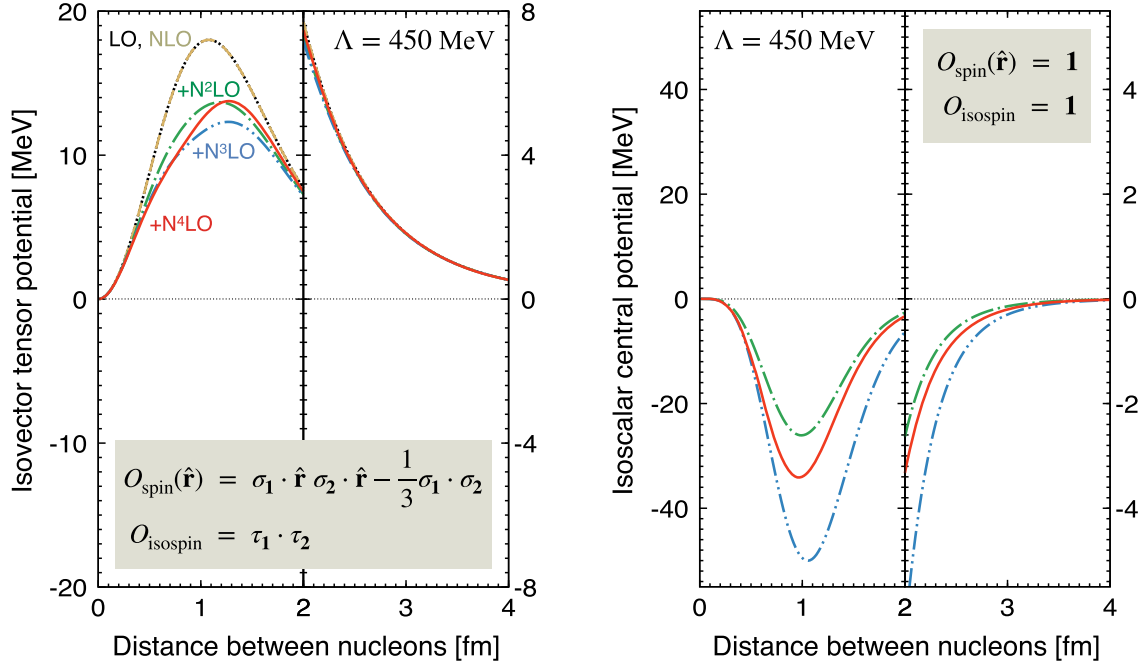 Isovector tensor potential [MeV]
20
10
0
-10
-20
LO, NLO
+N²LO
+N³LO
+N⁴LO
Λ = 450 MeV
O_spin(r̂) = σ₁ · r̂ σ₂ · r̂ − 1/3 σ₁ · σ₂
O_isospin = τ₁ · τ₂
8
4
0
-4
-8
0 1 2 3 4
Distance between nucleons [fm]
Isoscalar central potential [MeV]
40
20
0
-20
-40
Λ = 450 MeV
O_spin(r̂) = 1
O_isospin = 1
4
2
0
-2
-4
0 1 2 3 4
Distance between nucleons [fm]